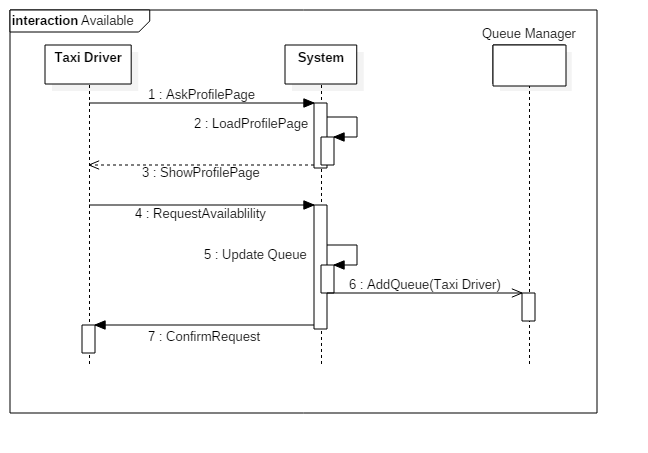 interaction Available
Queue Manager
Taxi Driver
System
1 : AskProfilePage
2 : LoadProfilePage
3 : ShowProfilePage
4 : RequestAvailablility
5 : Update Queue
6 : AddQueue(Taxi Driver)
7 : ConfirmRequest